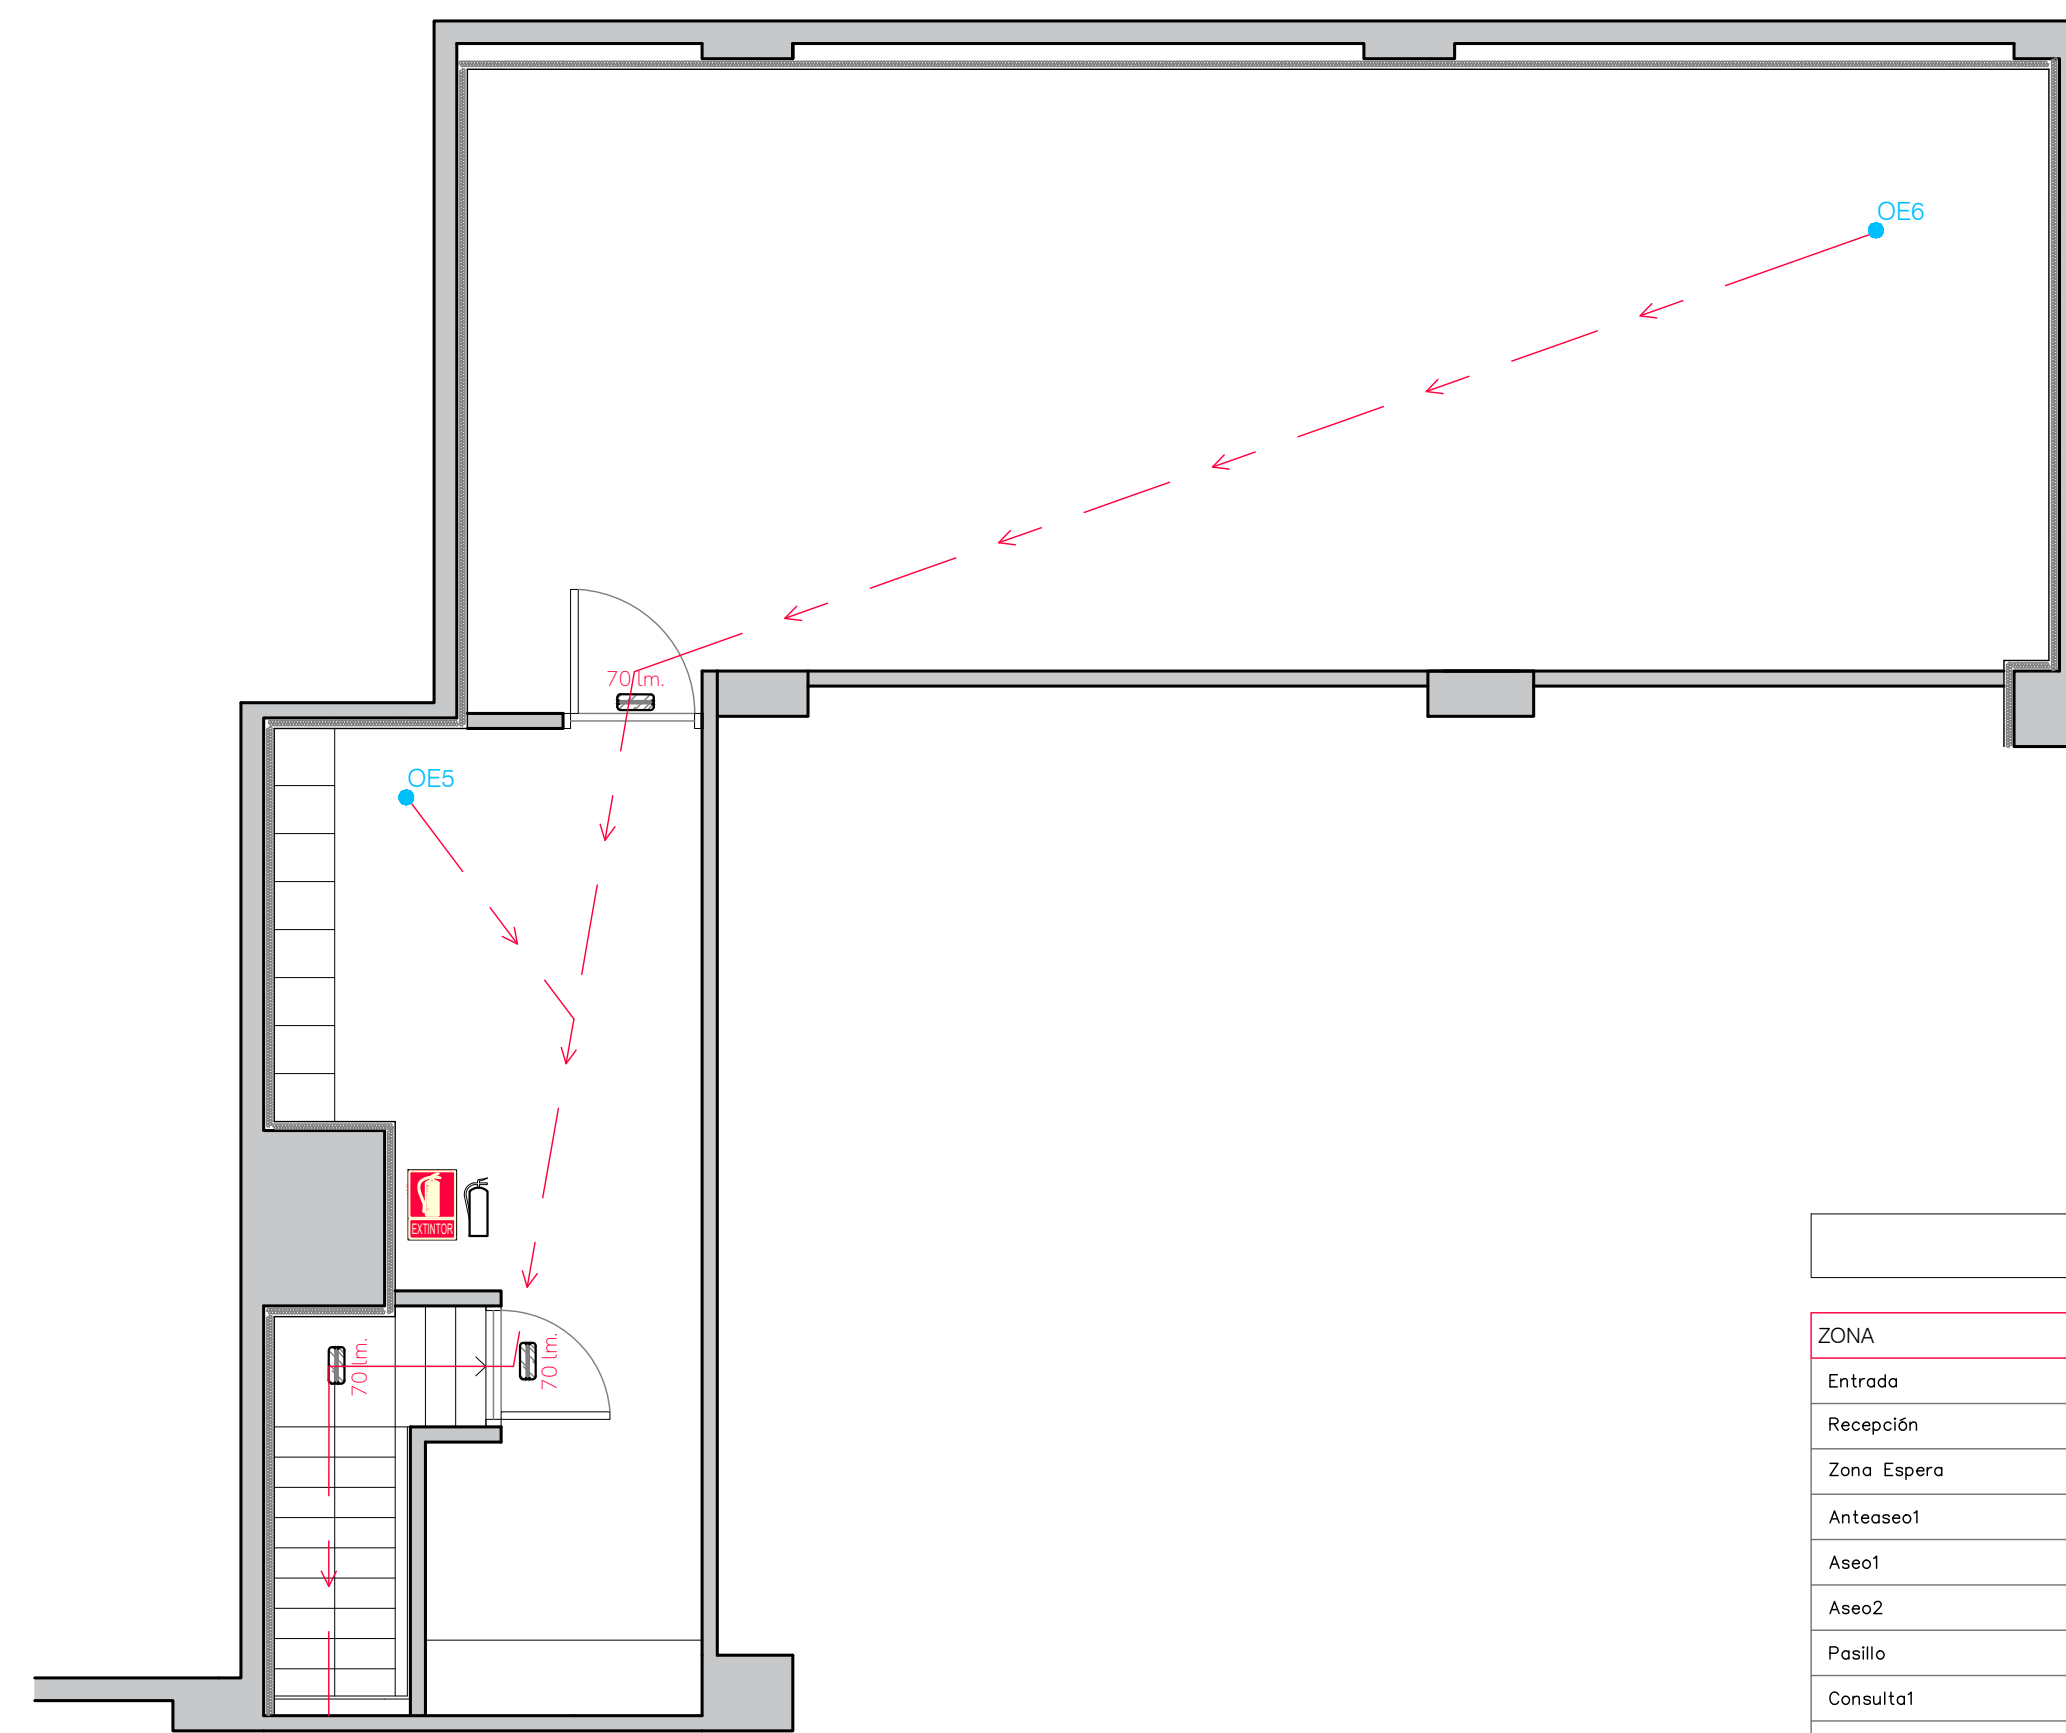 OE6
70 lm.
OE5
EXTINTOR
70 lm.
70 lm.
ZONA
Entrada
Recepción
Zona Espera
Anteaseo1
Aseo1
Aseo2
Pasillo
Consulta1